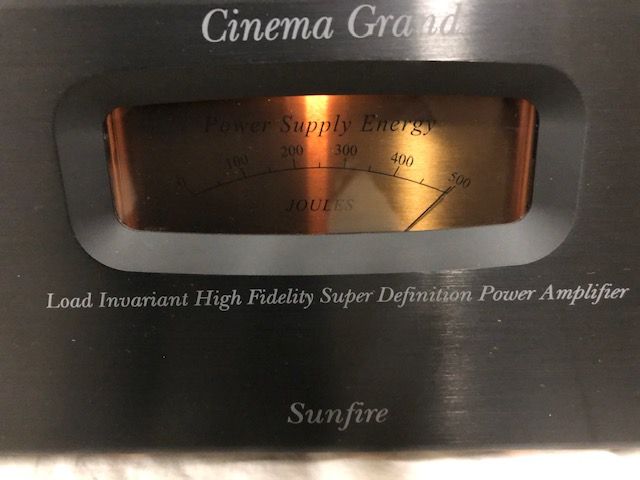 Cinema Grand
Power Supply Energy
0 100 200 300 400 500
JOULES
Load Invariant High Fidelity Super Definition Power Amplifier
Sunfire